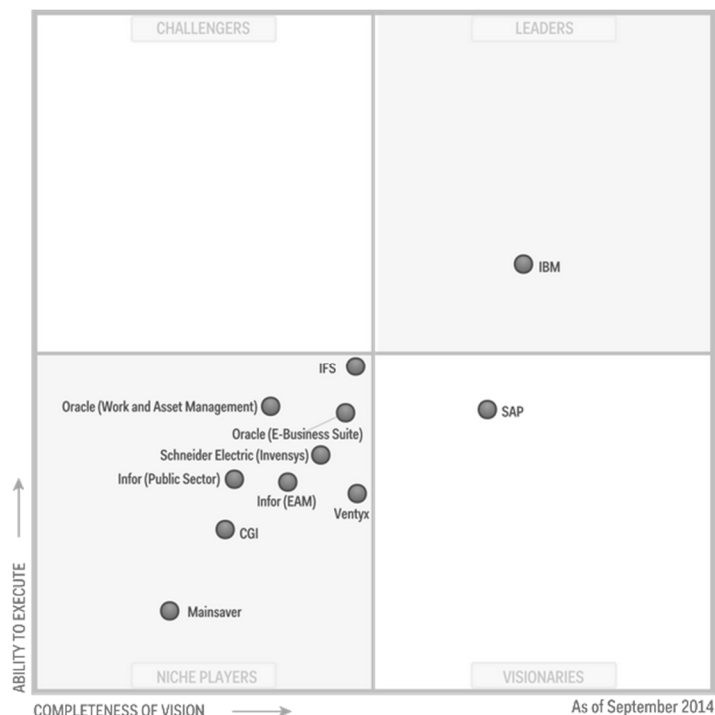 CHALLENGERS
LEADERS
IBM
IFS
Oracle (Work and Asset Management)
SAP
Oracle (E-Business Suite)
Schneider Electric (Invensys)
Infor (Public Sector)
Infor (EAM)
Ventyx
CGI
Mainsaver
ABILITY TO EXECUTE
NICHE PLAYERS
VISIONARIES
COMPLETENESS OF VISION
As of September 2014